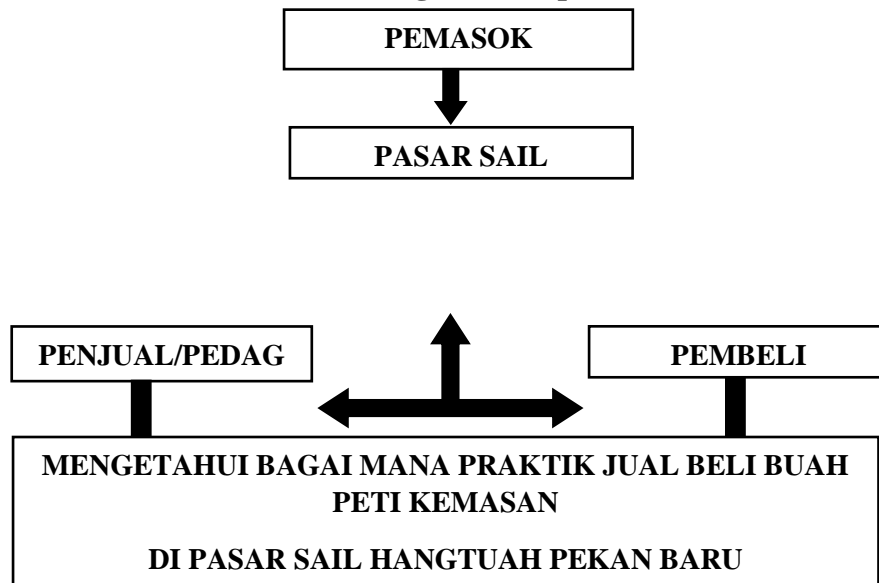 PEMASOK
PASAR SAIL
PENJUAL/PEDAG
PEMBELI
MENGETAHUI BAGAI MANA PRAKTIK JUAL BELI BUAH
PETI KEMASAN
DI PASAR SAIL HANGTUAH PEKAN BARU